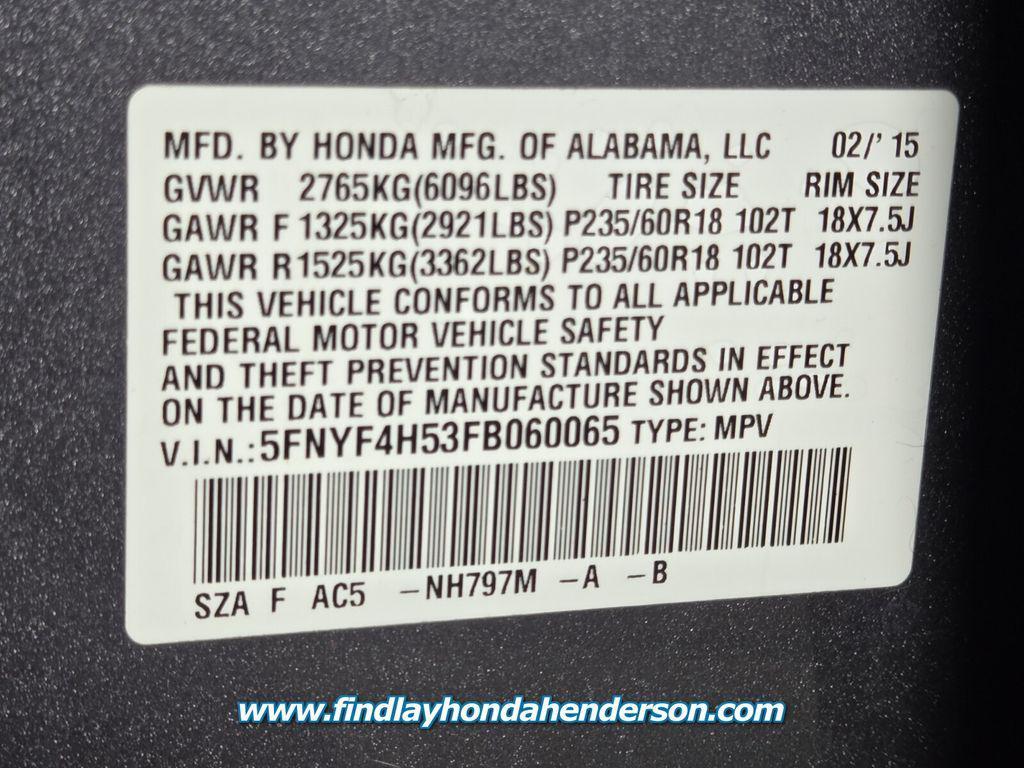 MFD. BY HONDA MFG. OF ALABAMA, LLC 02/'15
GVWR 2765KG(6096LBS) TIRE SIZE RIM SIZE
GAWR F 1325KG(2921LBS) P235/60R18 102T 18X7.5J
GAWR R 1525KG(3362LBS) P235/60R18 102T 18X7.5J
THIS VEHICLE CONFORMS TO ALL APPLICABLE
FEDERAL MOTOR VEHICLE SAFETY
AND THEFT PREVENTION STANDARDS IN EFFECT
ON THE DATE OF MANUFACTURE SHOWN ABOVE.
V.I.N.: 5FNYF4H53FB060065 TYPE: MPV
SZA F AC5 -NH797M -A -B
www.findlayhondahenderson.com